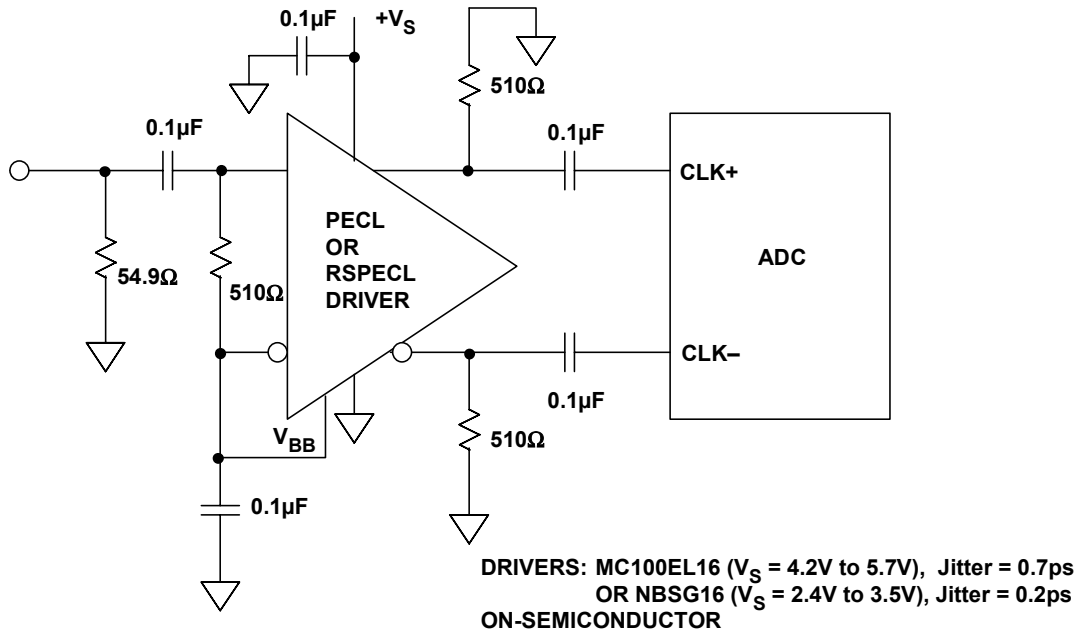 0.1µF
+VS
510Ω
0.1µF
0.1µF
CLK+
PECL
OR
RSPECL
DRIVER
ADC
54.9Ω
510Ω
CLK–
0.1µF
VBB
510Ω
0.1µF
DRIVERS: MC100EL16 (VS = 4.2V to 5.7V), Jitter = 0.7ps
OR NBSG16 (VS = 2.4V to 3.5V), Jitter = 0.2ps
ON-SEMICONDUCTOR